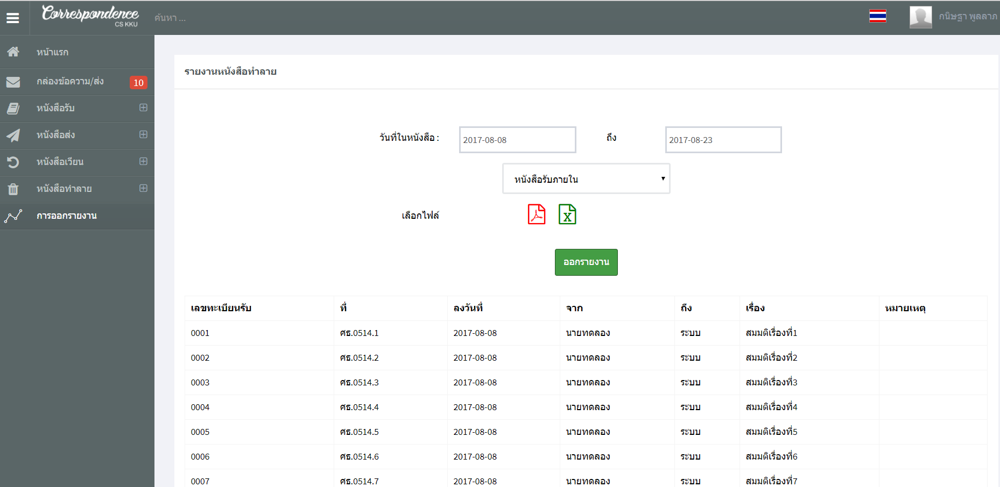 Correspondence
CS KKU
ค้นหา ...
กนิษฐา พูลลาภ
หน้าแรก
กล่องข้อความ/ส่ง 10
หนังสือรับ
หนังสือส่ง
หนังสือเวียน
หนังสือทำลาย
การออกรายงาน
รายงานหนังสือทำลาย
วันที่ในหนังสือ : 2017-08-08 ถึง 2017-08-23
หนังสือรับภายใน
เลือกไฟล์
ออกรายงาน
เลขทะเบียนรับ ที่ ลงวันที่ จาก ถึง เรื่อง หมายเหตุ
0001 ศธ.0514.1 2017-08-08 นายทดลอง ระบบ สมมติเรื่องที่1
0002 ศธ.0514.2 2017-08-08 นายทดลอง ระบบ สมมติเรื่องที่2
0003 ศธ.0514.3 2017-08-08 นายทดลอง ระบบ สมมติเรื่องที่3
0004 ศธ.0514.4 2017-08-08 นายทดลอง ระบบ สมมติเรื่องที่4
0005 ศธ.0514.5 2017-08-08 นายทดลอง ระบบ สมมติเรื่องที่5
0006 ศธ.0514.6 2017-08-08 นายทดลอง ระบบ สมมติเรื่องที่6
0007 ศธ.0514.7 2017-08-08 นายทดลอง ระบบ สมมติเรื่องที่7